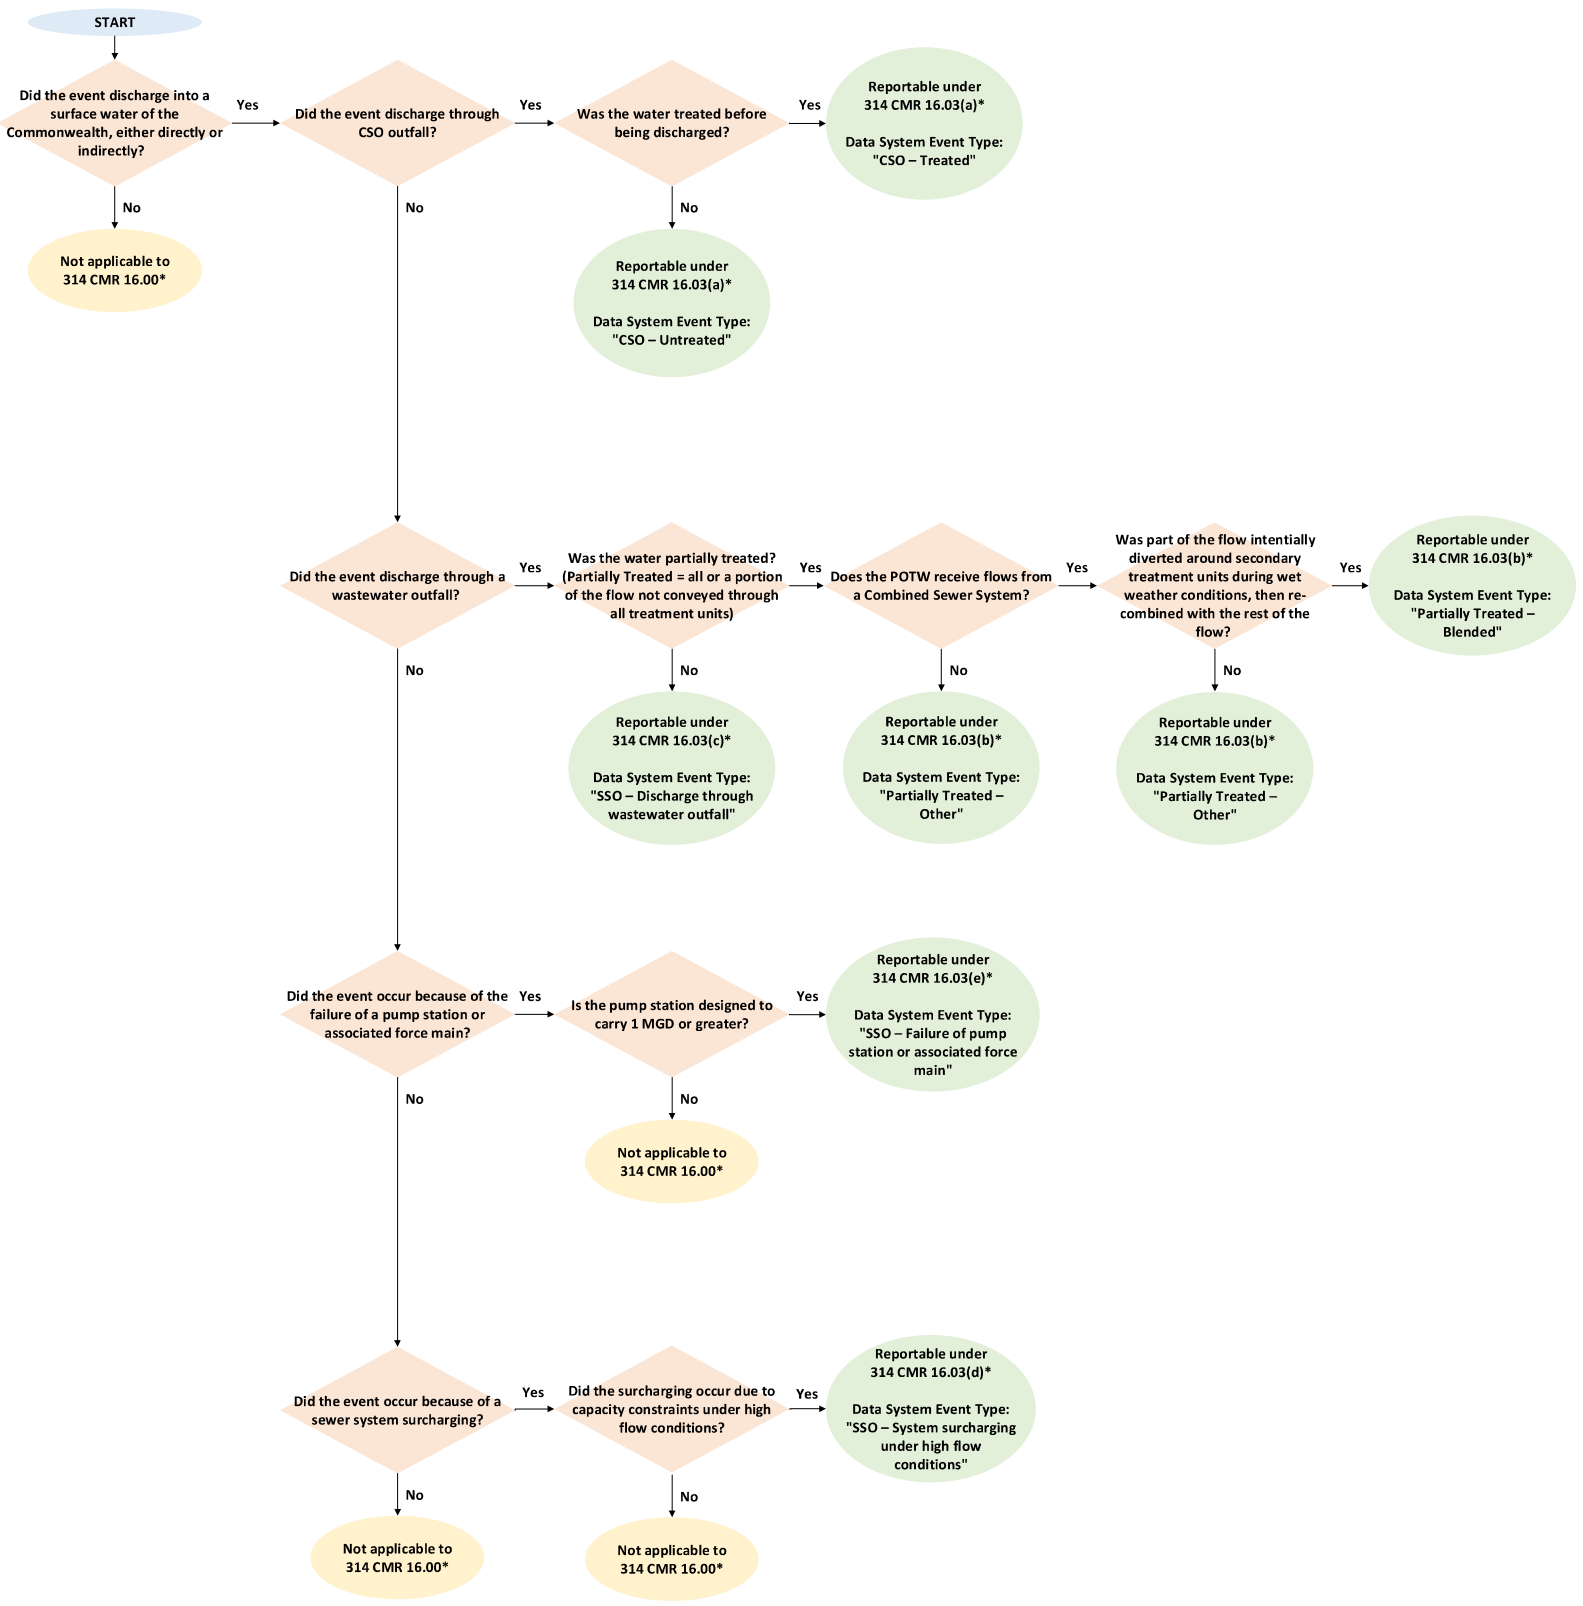 START
Did the event discharge into a
surface water of the
Commonwealth, either directly or
indirectly?
Yes
Did the event discharge through
CSO outfall?
Yes
Was the water treated before
being discharged?
Yes
Reportable under
314 CMR 16.03(a)*
Data System Event Type:
"CSO – Treated"
No
Not applicable to
314 CMR 16.00*
No
No
Reportable under
314 CMR 16.03(a)*
Data System Event Type:
"CSO – Untreated"
Did the event discharge through a
wastewater outfall?
Yes
Was the water partially treated?
(Partially Treated = all or a portion
of the flow not conveyed through
all treatment units)
Yes
Does the POTW receive flows from
a Combined Sewer System?
Yes
Was part of the flow intentially
diverted around secondary
treatment units during wet
weather conditions, then re-
combined with the rest of the
flow?
Yes
Reportable under
314 CMR 16.03(b)*
Data System Event Type:
"Partially Treated –
Blended"
No
No
Reportable under
314 CMR 16.03(c)*
Data System Event Type:
"SSO – Discharge through
wastewater outfall"
No
Reportable under
314 CMR 16.03(b)*
Data System Event Type:
"Partially Treated –
Other"
No
Reportable under
314 CMR 16.03(b)*
Data System Event Type:
"Partially Treated –
Other"
Did the event occur because of the
failure of a pump station or
associated force main?
Yes
Is the pump station designed to
carry 1 MGD or greater?
Yes
Reportable under
314 CMR 16.03(e)*
Data System Event Type:
"SSO – Failure of pump
station or associated force
main"
No
No
Not applicable to
314 CMR 16.00*
Did the event occur because of a
sewer system surcharging?
Yes
Did the surcharging occur due to
capacity constraints under high
flow conditions?
Yes
Reportable under
314 CMR 16.03(d)*
Data System Event Type:
"SSO – System surcharging
under high flow
conditions"
No
Not applicable to
314 CMR 16.00*
No
Not applicable to
314 CMR 16.00*